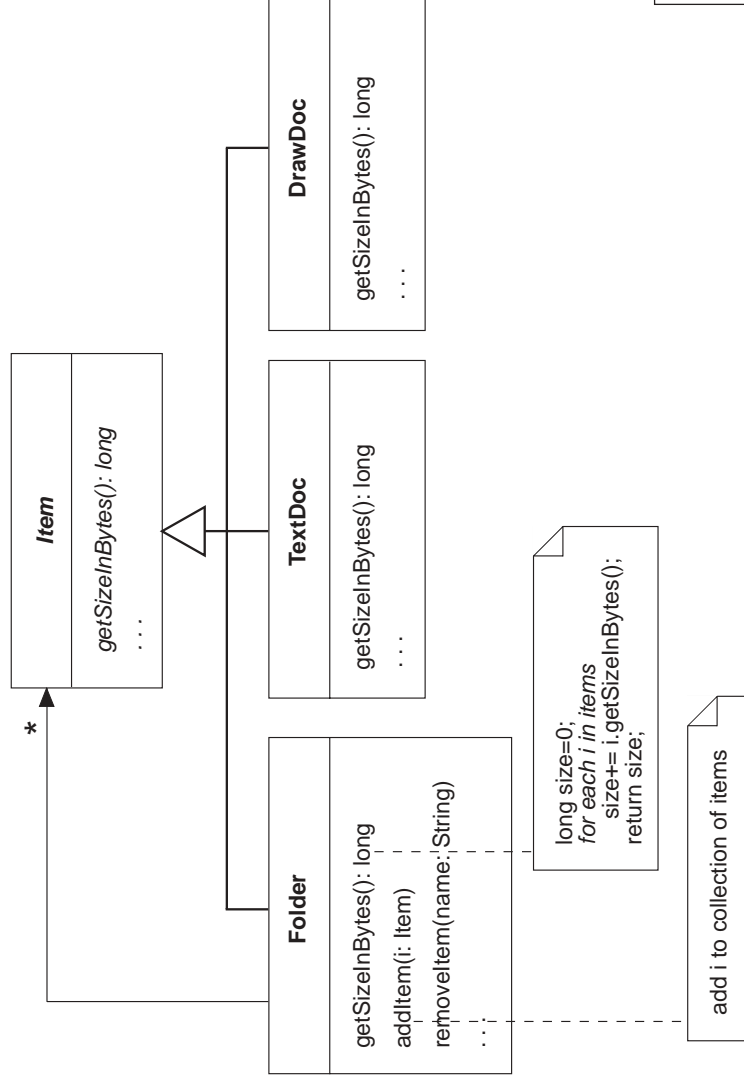 Item
getSizeInBytes(): long
. . .
*
Folder
getSizeInBytes(): long
addItem(i: Item)
removeItem(name: String)
. . .
TextDoc
getSizeInBytes(): long
. . .
DrawDoc
getSizeInBytes(): long
. . .
long size=0;
for each i in items
size+= i.getSizeInBytes();
return size;
add i to collection of items